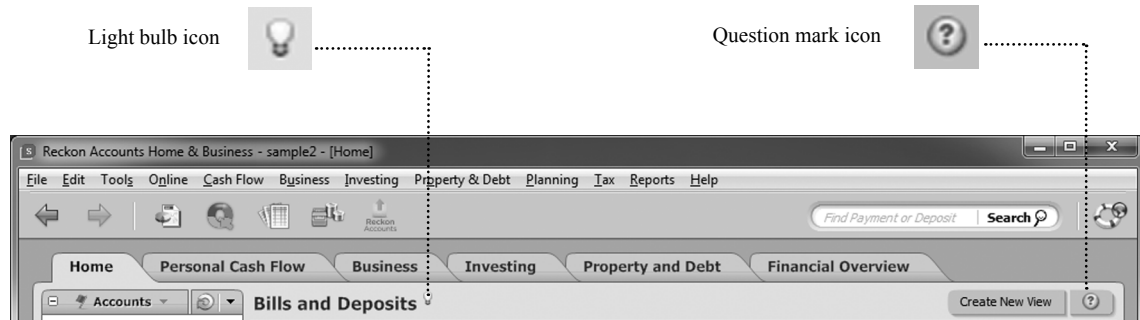 Light bulb icon
Question mark icon
Reckon Accounts Home & Business - sample2 - [Home]
File Edit Tools Online Cash Flow Business Investing Property & Debt Planning Tax Reports Help
Reckon
Accounts
Find Payment or Deposit Search
Home Personal Cash Flow Business Investing Property and Debt Financial Overview
Accounts Bills and Deposits Create New View ?